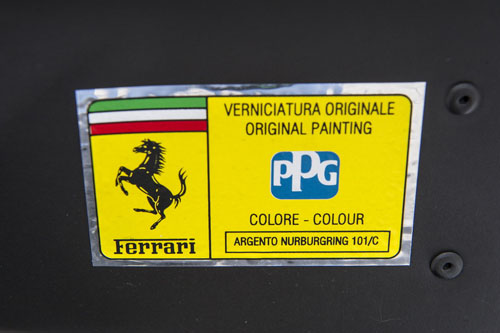 VERNICIATURA ORIGINALE
ORIGINAL PAINTING
PPG
COLORE - COLOUR
ARGENTO NURBURGRING 101/C
Ferrari